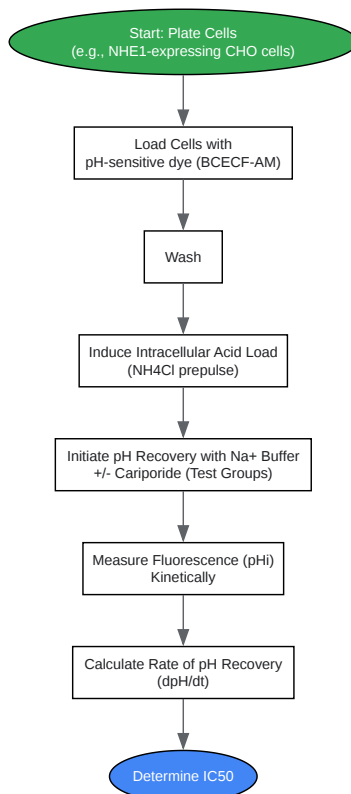 Start: Plate Cells
(e.g., NHE1-expressing CHO cells)
Load Cells with
pH-sensitive dye (BCECF-AM)
Wash
Induce Intracellular Acid Load
(NH4Cl prepulse)
Initiate pH Recovery with Na+ Buffer
+/- Cariporide (Test Groups)
Measure Fluorescence (pHi)
Kinetically
Calculate Rate of pH Recovery
(dpH/dt)
Determine IC50